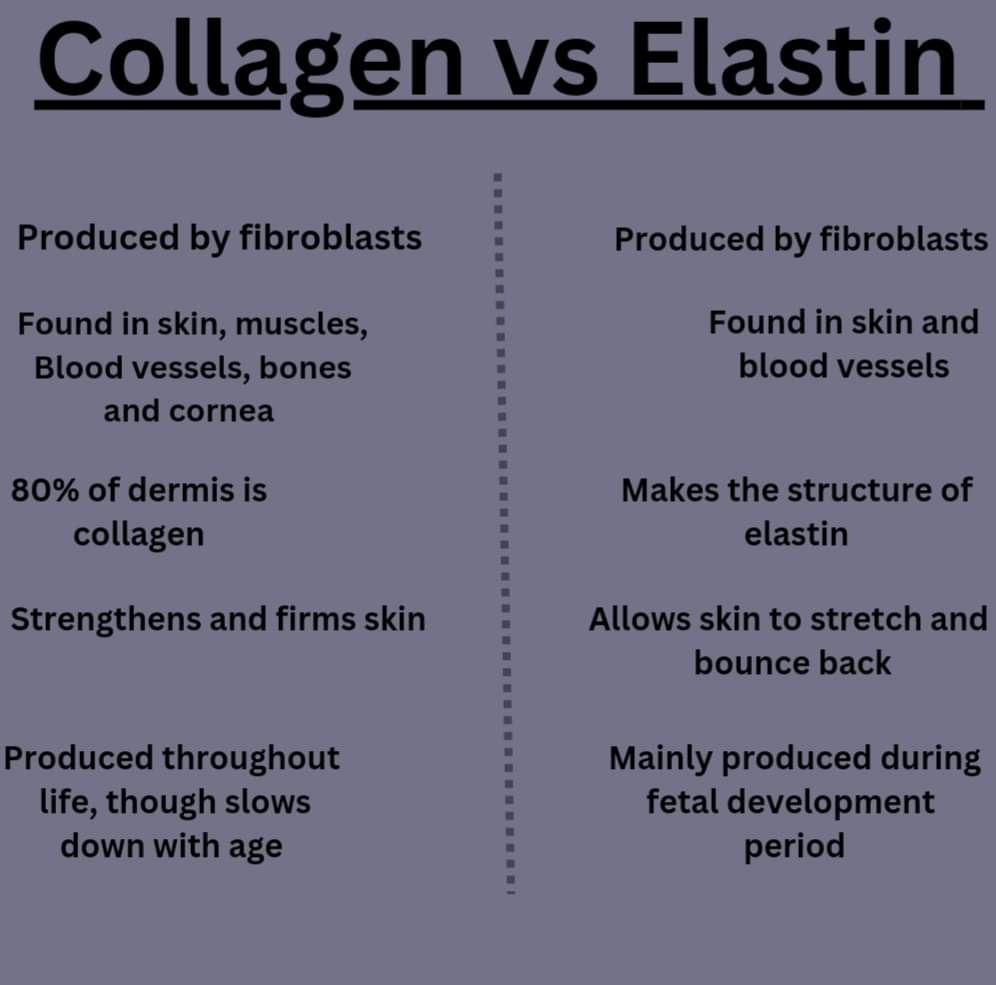 Collagen vs Elastin
Produced by fibroblasts
Found in skin, muscles,
Blood vessels, bones
and cornea
80% of dermis is
collagen
Strengthens and firms skin
Produced throughout
life, though slows
down with age
Produced by fibroblasts
Found in skin and
blood vessels
Makes the structure of
elastin
Allows skin to stretch and
bounce back
Mainly produced during
fetal development
period